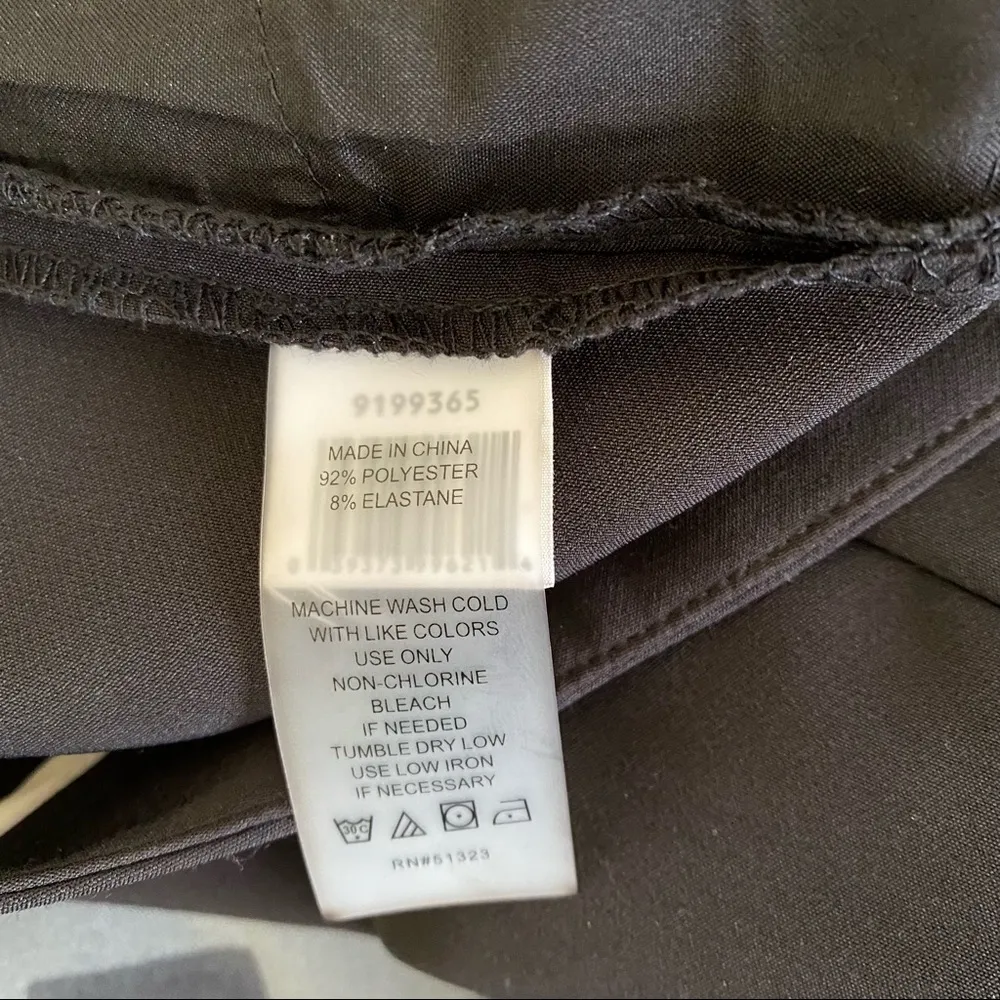 9199365
MADE IN CHINA
92% POLYESTER
8% ELASTANE
MACHINE WASH COLD
WITH LIKE COLORS
USE ONLY
NON-CHLORINE
BLEACH
IF NEEDED
TUMBLE DRY LOW
USE LOW IRON
IF NECESSARY
30C
RN#51323